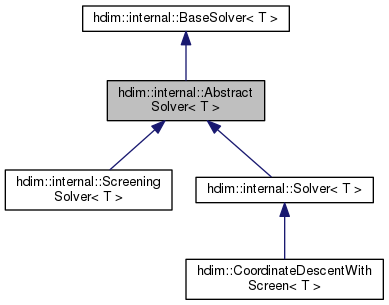 hdim::internal::BaseSolver< T >
hdim::internal::Abstract
Solver< T >
hdim::internal::Screening
Solver< T >
hdim::internal::Solver< T >
hdim::CoordinateDescentWith
Screen< T >